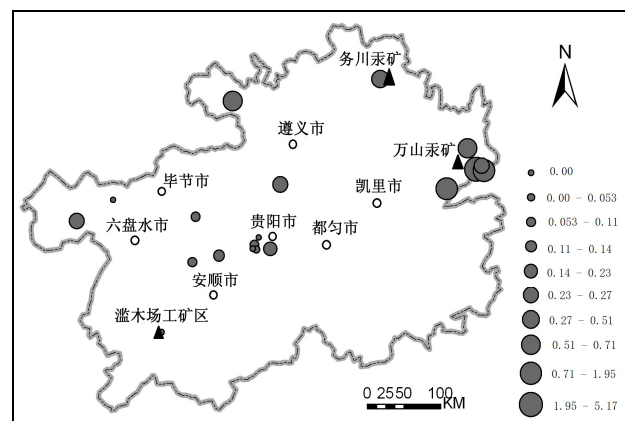 务川汞矿
N
遵义市
万山汞矿
毕节市
凯里市
六盘水市
贵阳市
都匀市
安顺市
滥木场工矿区
0.00
0.00 - 0.053
0.053 - 0.11
0.11 - 0.14
0.14 - 0.23
0.23 - 0.27
0.27 - 0.51
0.51 - 0.71
0.71 - 1.95
1.95 - 5.17
0 2550 100
KM